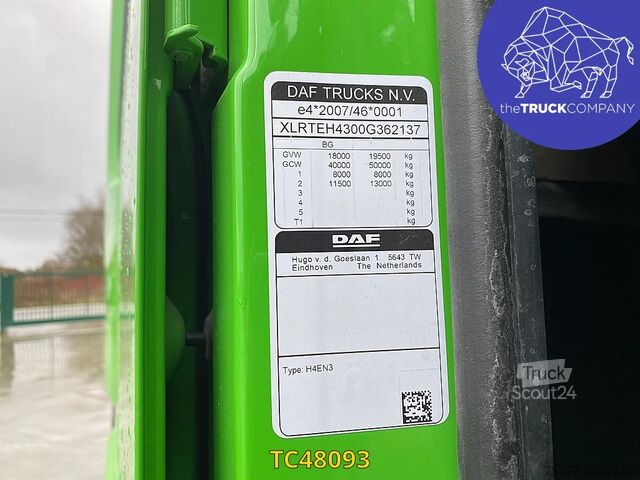 DAF TRUCKS N.V.
e4*2007/46*0001
XLRTEH4300G362137
BG
GVW 18000 19500 kg
GCW 40000 50000 kg
1 8000 8000 kg
2 11500 13000 kg
3 kg
4 kg
5 kg
T1 kg
DAF
Hugo v. d. Goeslaan 1 5643 TW
Eindhoven The Netherlands
Type: H4EN3
theTRUCKCOMPANY
Truck
Scout24
TC48093